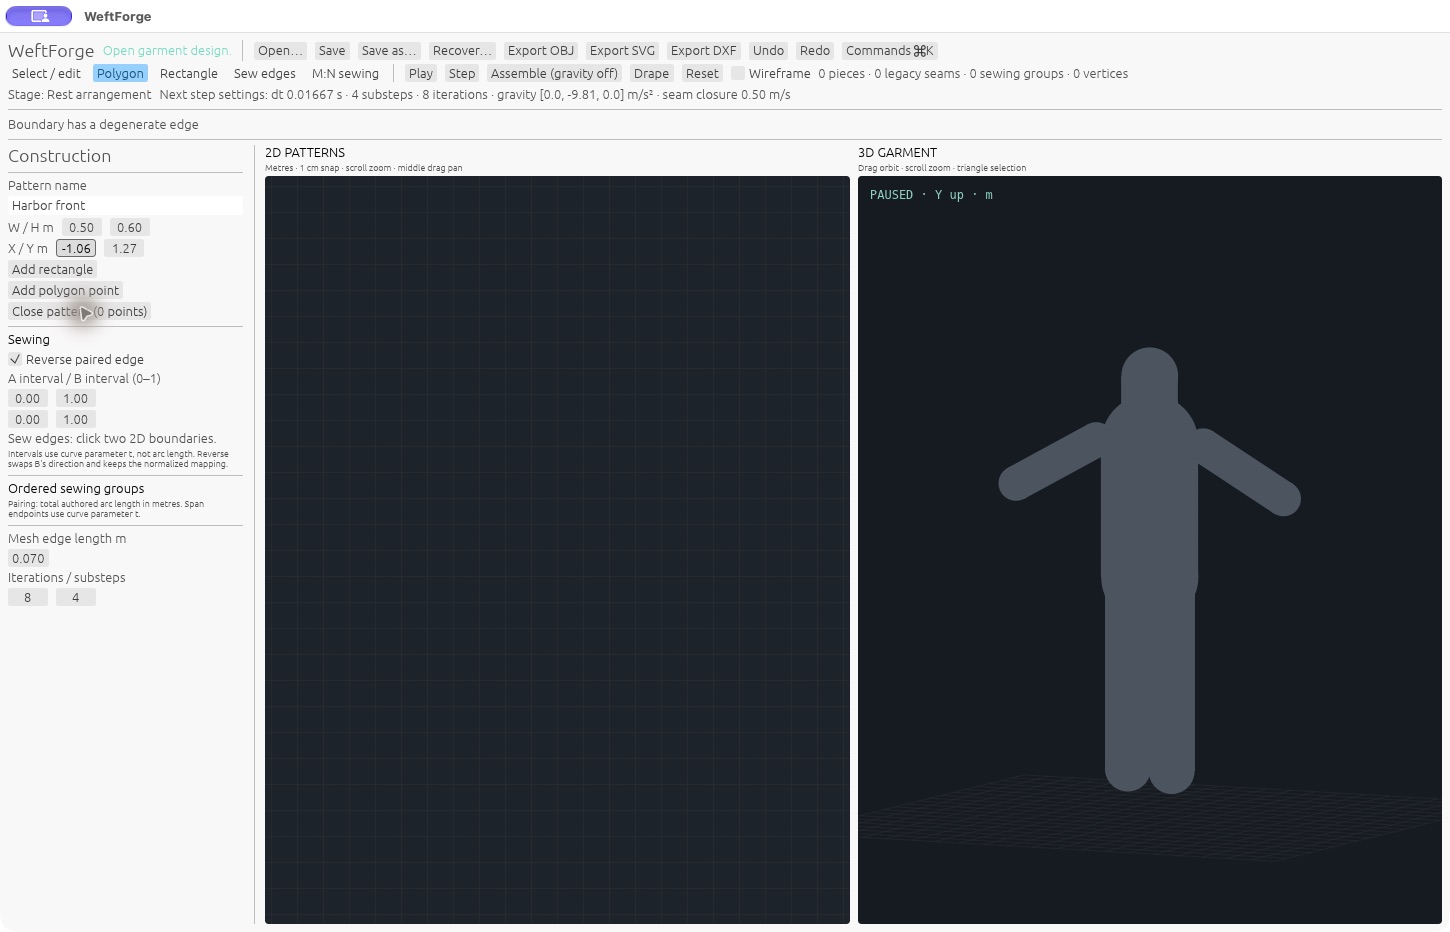 WeftForge
WeftForge Open garment design. Open… Save Save as… Recover… Export OBJ Export SVG Export DXF Undo Redo Commands ⌘K
Select / edit Polygon Rectangle Sew edges M:N sewing Play Step Assemble (gravity off) Drape Reset Wireframe 0 pieces · 0 legacy seams · 0 sewing groups · 0 vertices
Stage: Rest arrangement Next step settings: dt 0.01667 s · 4 substeps · 8 iterations · gravity [0.0, -9.81, 0.0] m/s² · seam closure 0.50 m/s
Boundary has a degenerate edge
Construction
Pattern name
Harbor front
W / H m 0.50 0.60
X / Y m -1.06 1.27
Add rectangle
Add polygon point
Close patte (0 points)
Sewing
Reverse paired edge
A interval / B interval (0–1)
0.00 1.00
0.00 1.00
Sew edges: click two 2D boundaries.
Intervals use curve parameter t, not arc length. Reverse
swaps B's direction and keeps the normalized mapping.
Ordered sewing groups
Pairing: total authored arc length in metres. Span
endpoints use curve parameter t.
Mesh edge length m
0.070
Iterations / substeps
8 4
2D PATTERNS
Metres · 1 cm snap · scroll zoom · middle drag pan
3D GARMENT
Drag orbit · scroll zoom · triangle selection
PAUSED · Y up · m